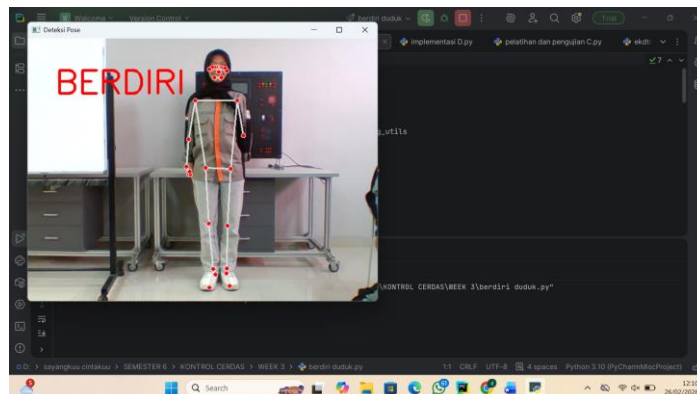 Welcome
Version Control
berdiri duduk
Trial
Deteksi Pose
implementasi D.py
pelatihan dan pengujian C.py
7
BERDIRI
g_utils
\KONTROL CERDAS\WEEK 3\berdiri duduk.py"
sayangkuu cintakuu > SEMESTER 6 > KONTROL CERDAS > WEEK 3 > berdiri duduk.py
1:1 CRLF UTF-8 4 spaces Python 3.10 (PyCharmMiscProject)
Search